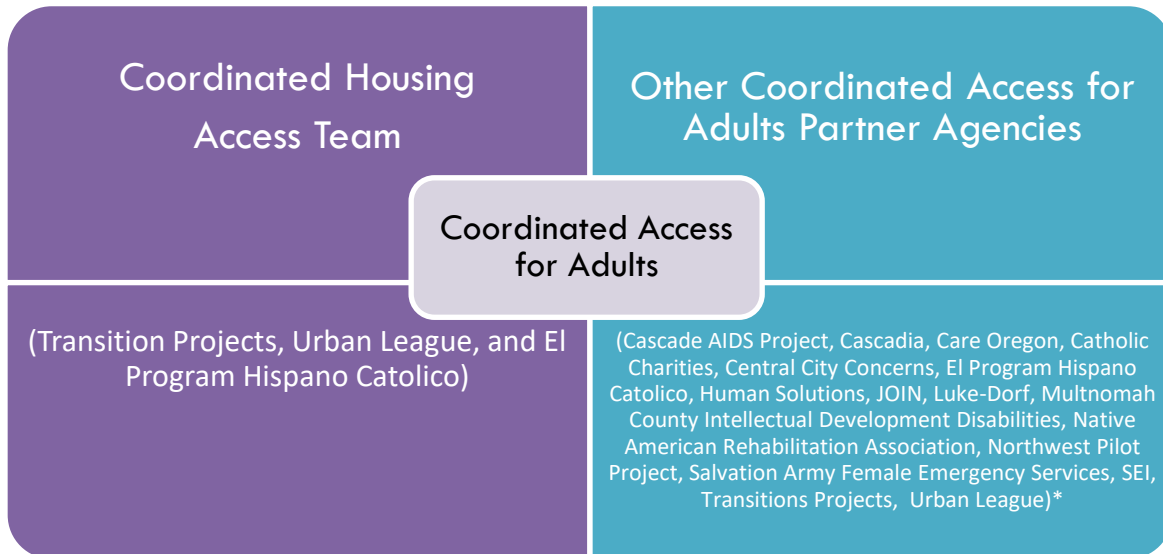 Coordinated Housing
Access Team
Other Coordinated Access for
Adults Partner Agencies
Coordinated Access
for Adults
(Transition Projects, Urban League, and El
Program Hispano Catolico)
(Cascade AIDS Project, Cascadia, Care Oregon, Catholic
Charities, Central City Concerns, El Program Hispano
Catolico, Human Solutions, JOIN, Luke-Dorf, Multnomah
County Intellectual Development Disabilities, Native
American Rehabilitation Association, Northwest Pilot
Project, Salvation Army Female Emergency Services, SEI,
Transitions Projects, Urban League)*